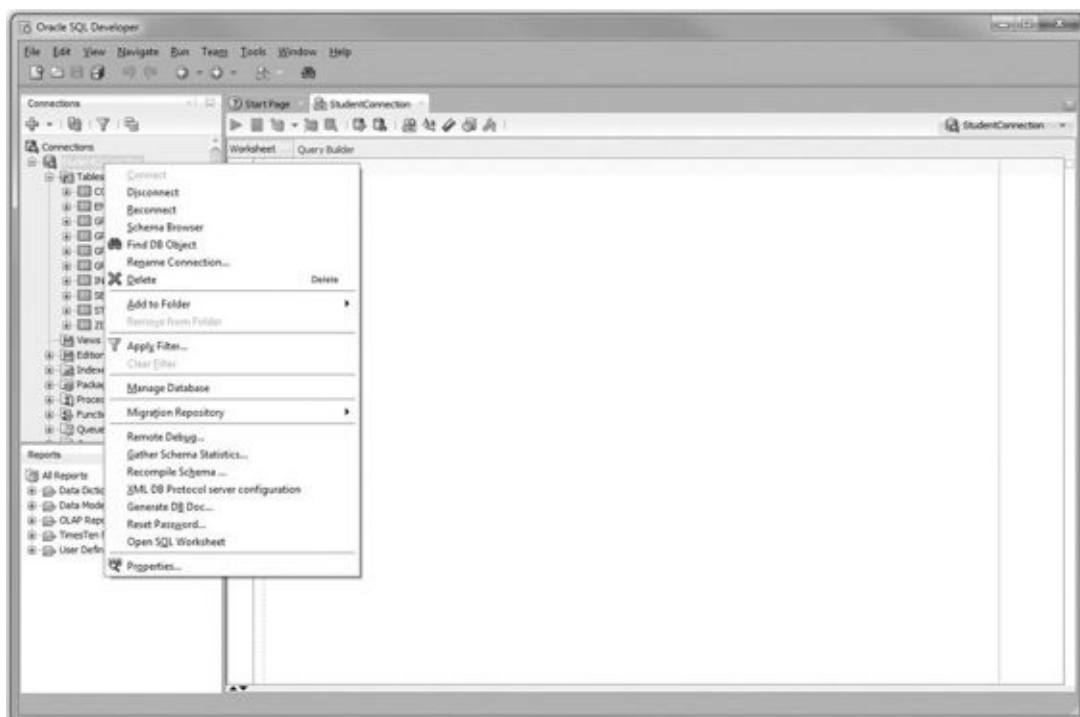 Oracle SQL Developer
File Edit View Navigate Run Team Tools Window Help
Connections
Start Page
StudentConnection
StudentConnection
Connections
Worksheet Query Builder
Tables
Views
Reports
All Reports
Connect
Disconnect
Reconnect
Schema Browser
Find DB Object
Rename Connection...
Delete Delete
Add to Folder
Remove from Folder
Apply Filter...
Clear Filter
Manage Database
Migration Repository
Remote Debug...
Gather Schema Statistics...
Recompile Schema ...
XML DB Protocol server configuration
Generate DB Doc...
Reset Password...
Open SQL Worksheet
Properties...